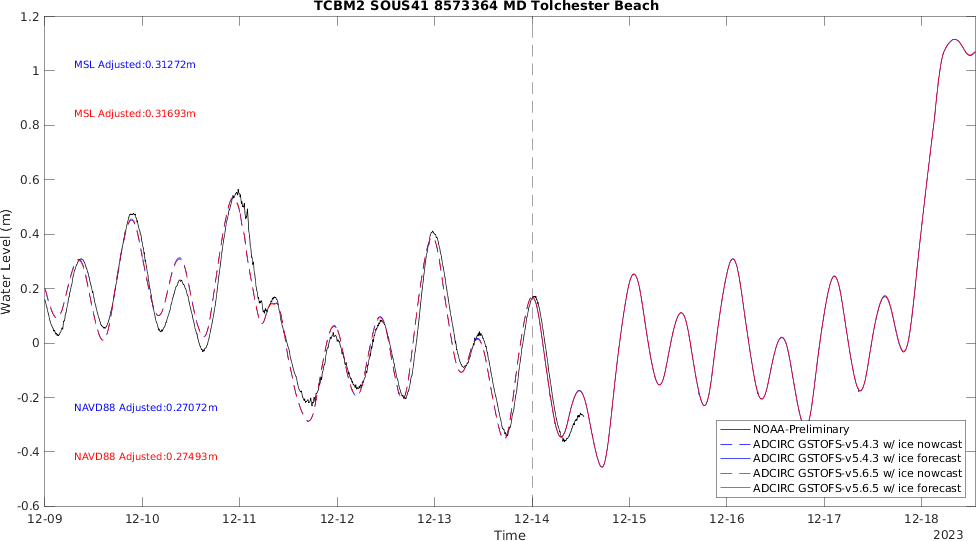 TCBM2 SOUS41 8573364 MD Tolchester Beach
1.2
1
0.8
0.6
0.4
0.2
0
-0.2
-0.4
-0.6
Water Level (m)
MSL Adjusted:0.31272m
MSL Adjusted:0.31693m
NAVD88 Adjusted:0.27072m
NAVD88 Adjusted:0.27493m
NOAA-Preliminary
ADCIRC GSTOFS-v5.4.3 w/ ice nowcast
ADCIRC GSTOFS-v5.4.3 w/ ice forecast
ADCIRC GSTOFS-v5.6.5 w/ ice nowcast
ADCIRC GSTOFS-v5.6.5 w/ ice forecast
12-09 12-10 12-11 12-12 12-13 12-14 12-15 12-16 12-17 12-18
Time
2023